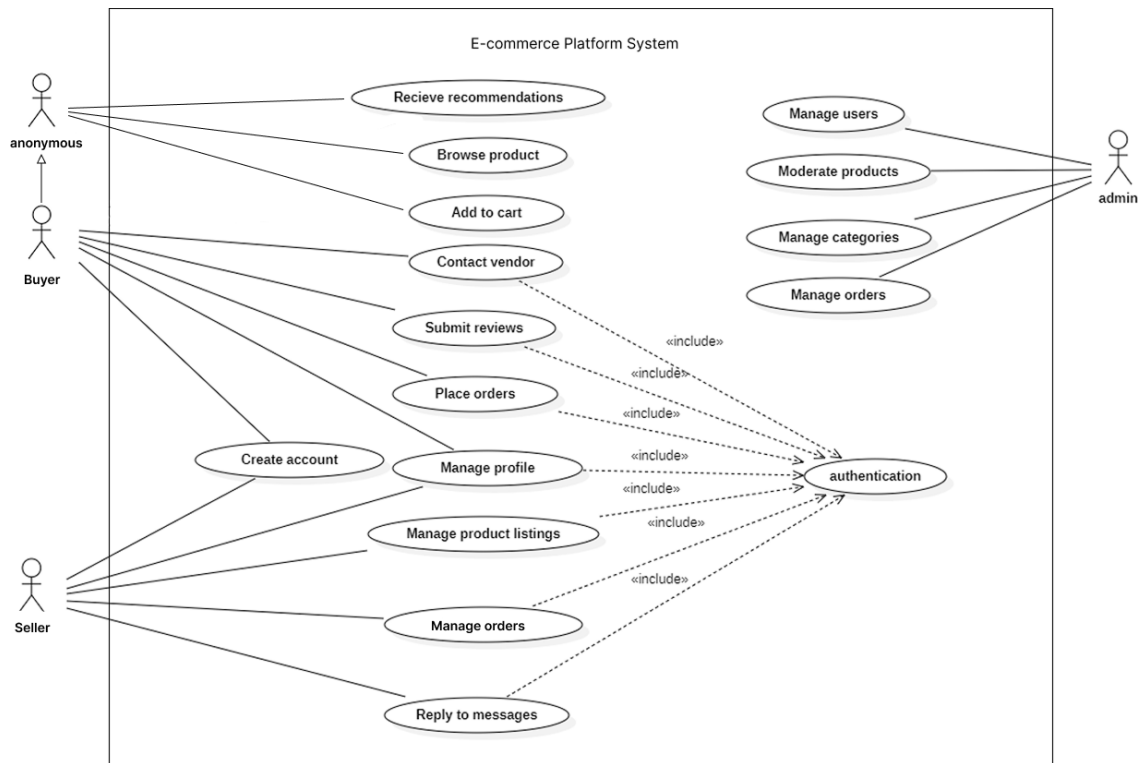 E-commerce Platform System
Recieve recommendations
Manage users
anonymous
Browse product
Moderate products
admin
Add to cart
Manage categories
Buyer
Contact vendor
Manage orders
Submit reviews
«include»
«include»
Place orders
«include»
Create account
Manage profile
«include»
authentication
«include»
Manage product listings
«include»
Seller
Manage orders
«include»
Reply to messages